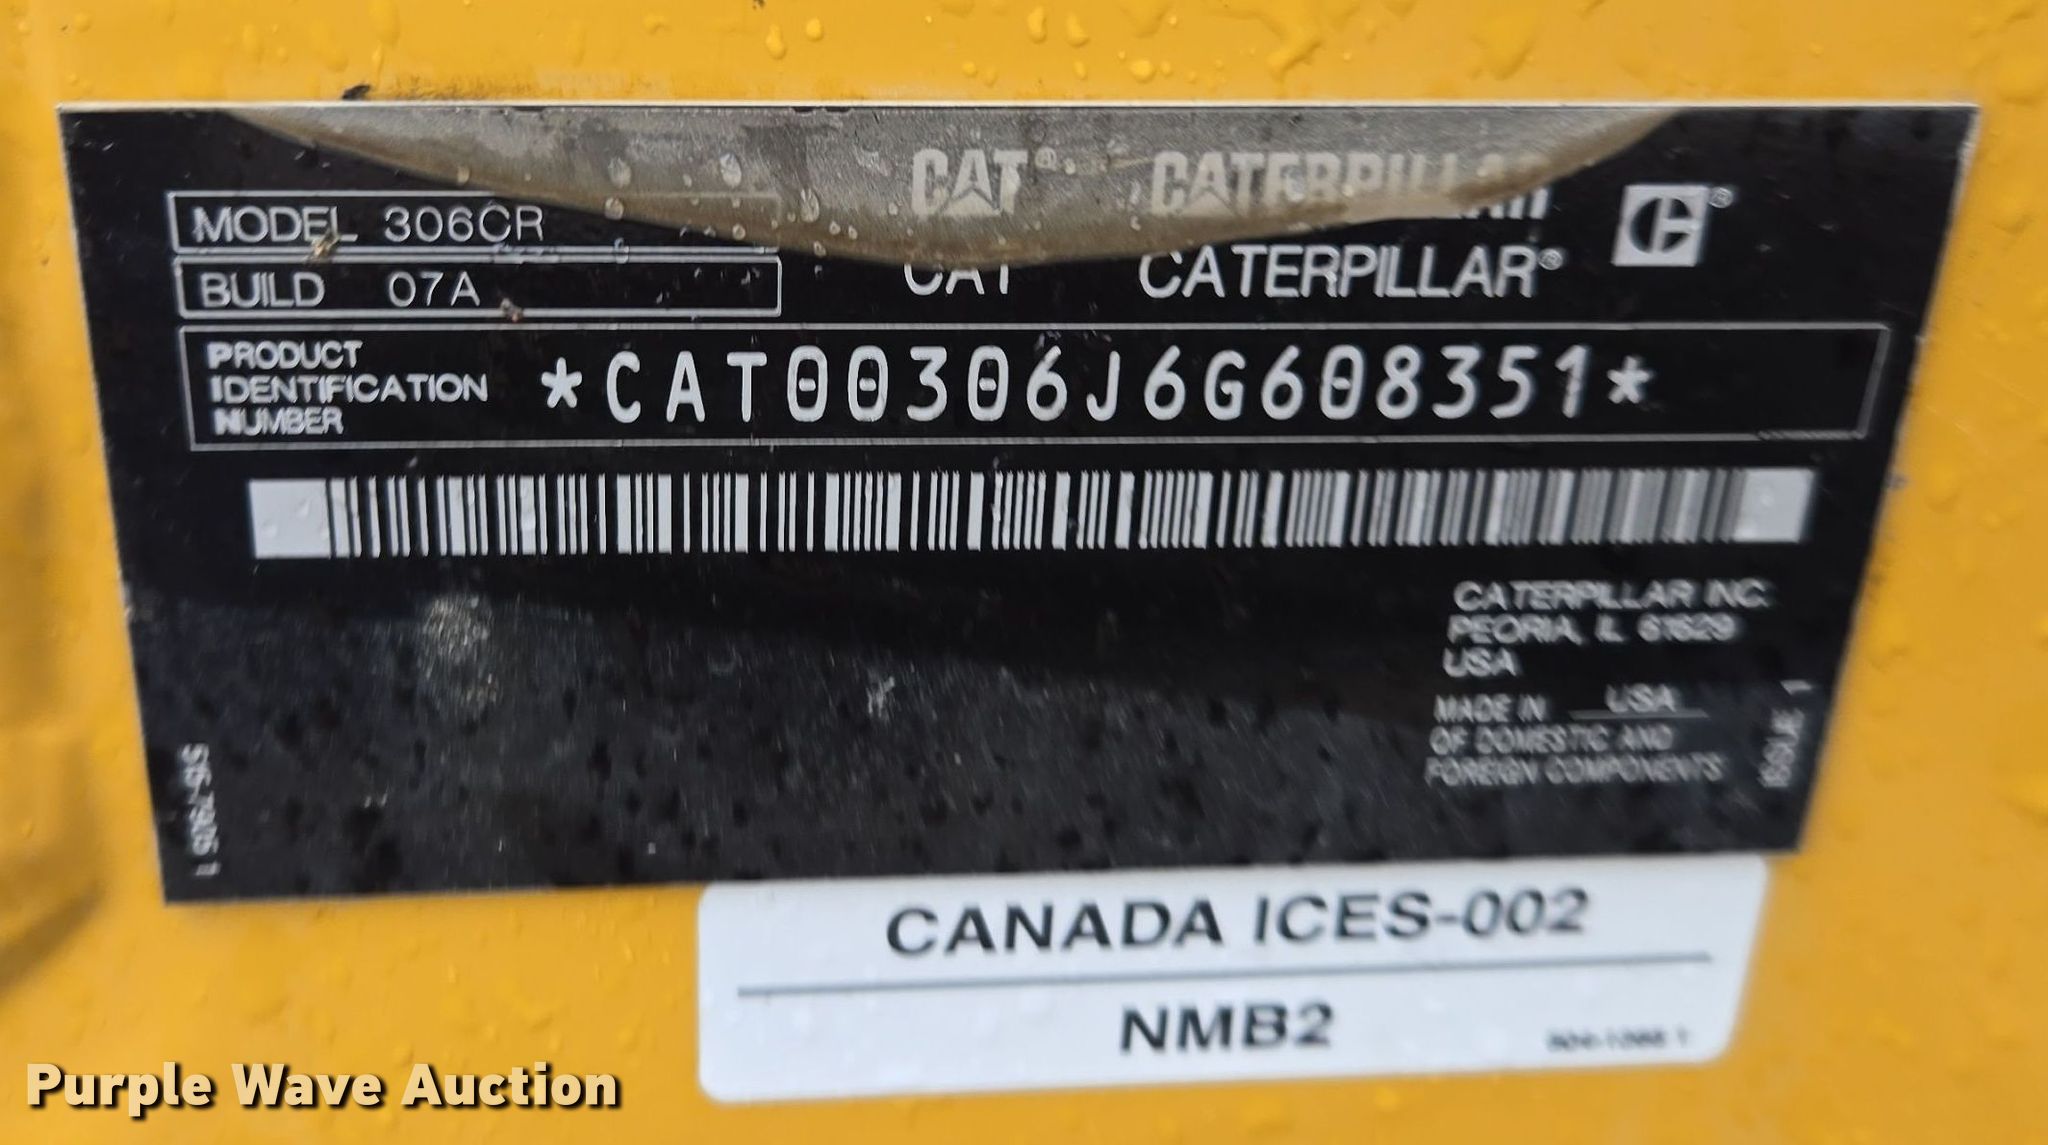 CAT® CATERPILLAR
MODEL 306CR
BUILD 07A
CAT CATERPILLAR®
PRODUCT
IDENTIFICATION
NUMBER
*CAT00306J6G608351*
CATERPILLAR INC.
PEORIA, IL 61629
USA
MADE IN USA
OF DOMESTIC AND
FOREIGN COMPONENTS
ISSUE 1
CANADA ICES-002
NMB2
Purple Wave Auction